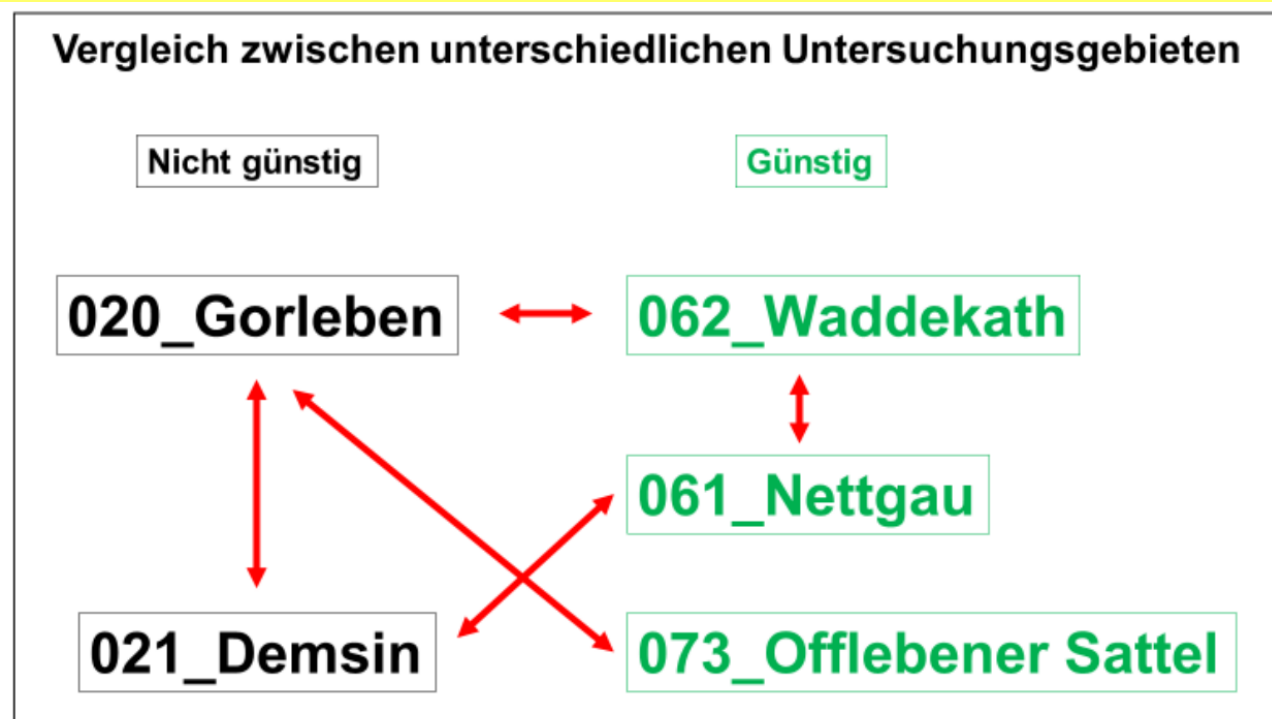 Vergleich zwischen unterschiedlichen Untersuchungsgebieten
Nicht günstig
Günstig
020_Gorleben
062_Waddekath
061_Nettgau
021_Demsin
073_Offlebener Sattel